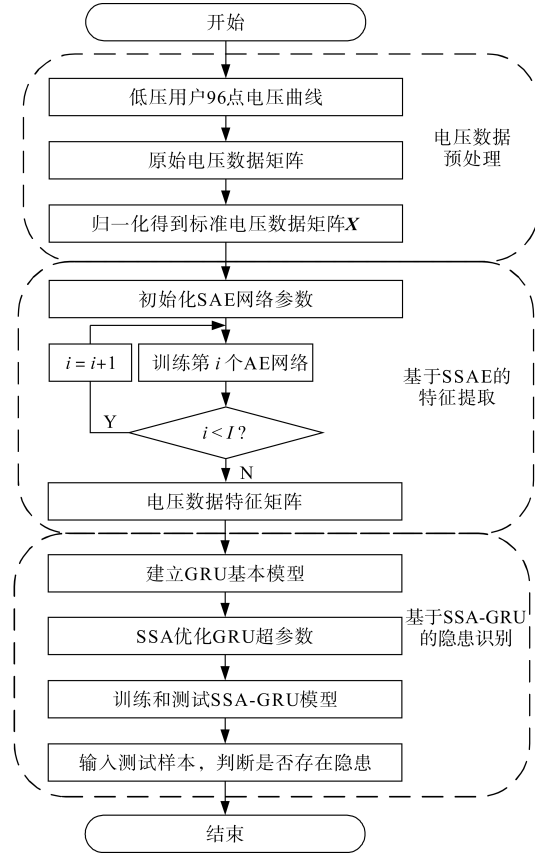 开始
低压用户96点电压曲线
原始电压数据矩阵
归一化得到标准电压数据矩阵X
电压数据
预处理
初始化SAE网络参数
i = i+1
训练第 i 个AE网络
Y
i < I ?
N
电压数据特征矩阵
基于SSAE的
特征提取
建立GRU基本模型
SSA优化GRU超参数
训练和测试SSA-GRU模型
输入测试样本，判断是否存在隐患
基于SSA-GRU
的隐患识别
结束